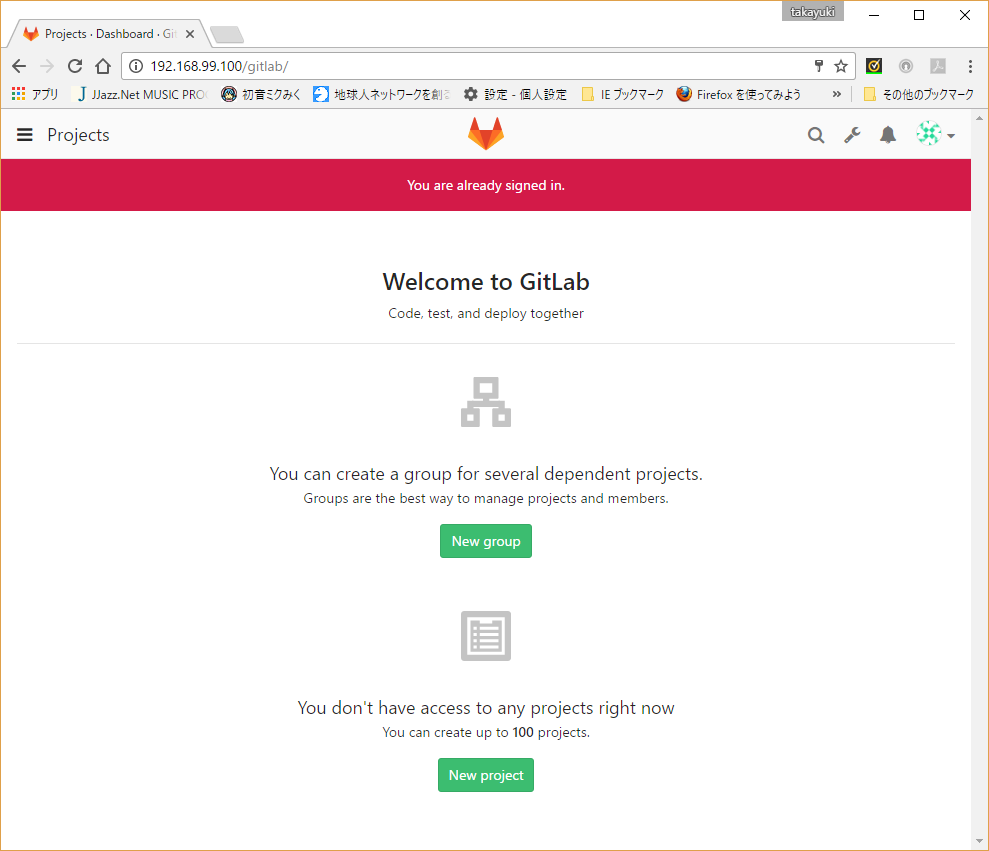 takayuki
Projects · Dashboard · Git
192.168.99.100/gitlab/
アプリ JJazz.Net MUSIC PRO 初音ミクみく 地球人ネットワークを創る 設定 - 個人設定 IE ブックマーク Firefox を使ってみよう » その他のブックマーク
Projects
You are already signed in.
Welcome to GitLab
Code, test, and deploy together
You can create a group for several dependent projects.
Groups are the best way to manage projects and members.
New group
You don't have access to any projects right now
You can create up to 100 projects.
New project